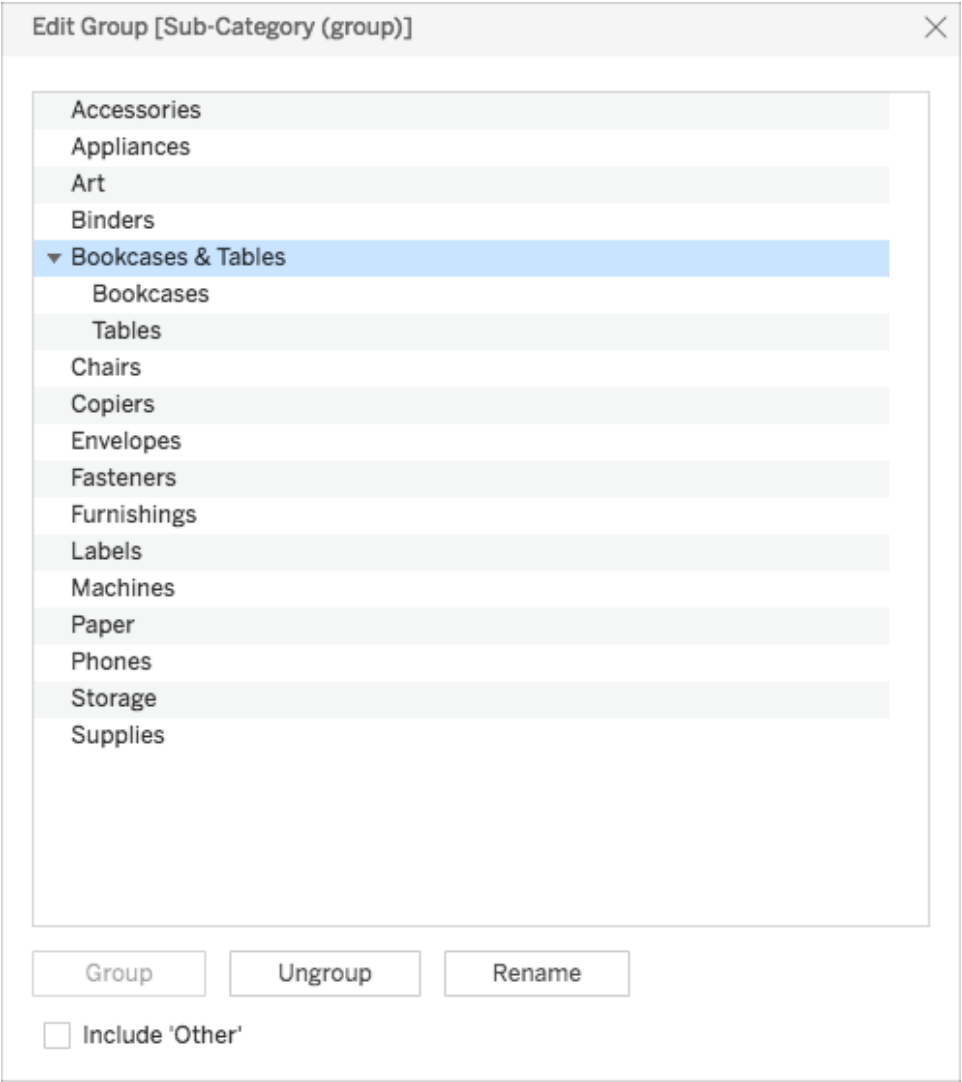 Edit Group [Sub-Category (group)]
Accessories
Appliances
Art
Binders
Bookcases & Tables
Bookcases
Tables
Chairs
Copiers
Envelopes
Fasteners
Furnishings
Labels
Machines
Paper
Phones
Storage
Supplies
Group Ungroup Rename
Include 'Other'